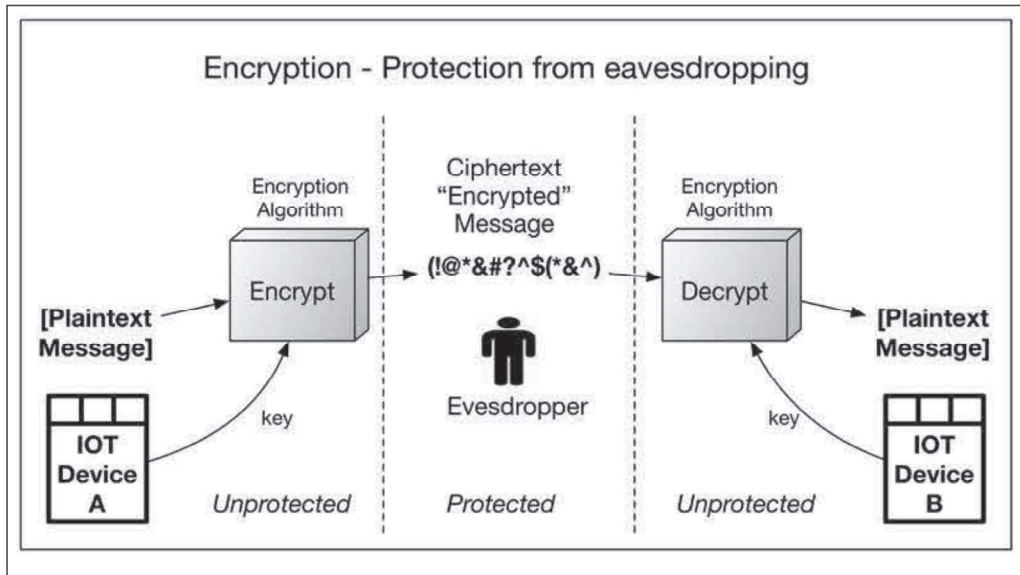 Encryption - Protection from eavesdropping
Encryption
Algorithm
Ciphertext
“Encrypted”
Message
Encryption
Algorithm
Encrypt
(!@*&#?^$(*&^)
Decrypt
[Plaintext
Message]
[Plaintext
Message]
key
Evesdropper
key
IOT
Device
A
IOT
Device
B
Unprotected
Protected
Unprotected